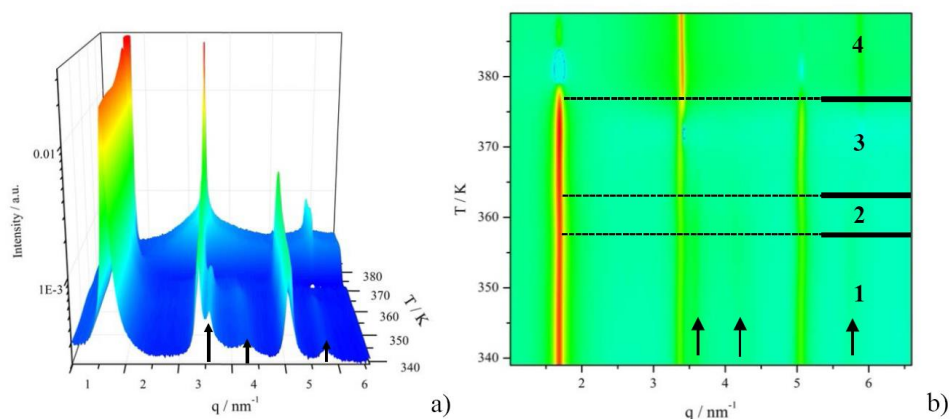 Intensity / a.u.
0.01
1E-3
1 2 3 4 5 6
q / nm⁻¹
340
350
360
370
380
T / K
a)
T / K
380
370
360
350
340
4
3
2
1
2 3 4 5 6
q / nm⁻¹
b)